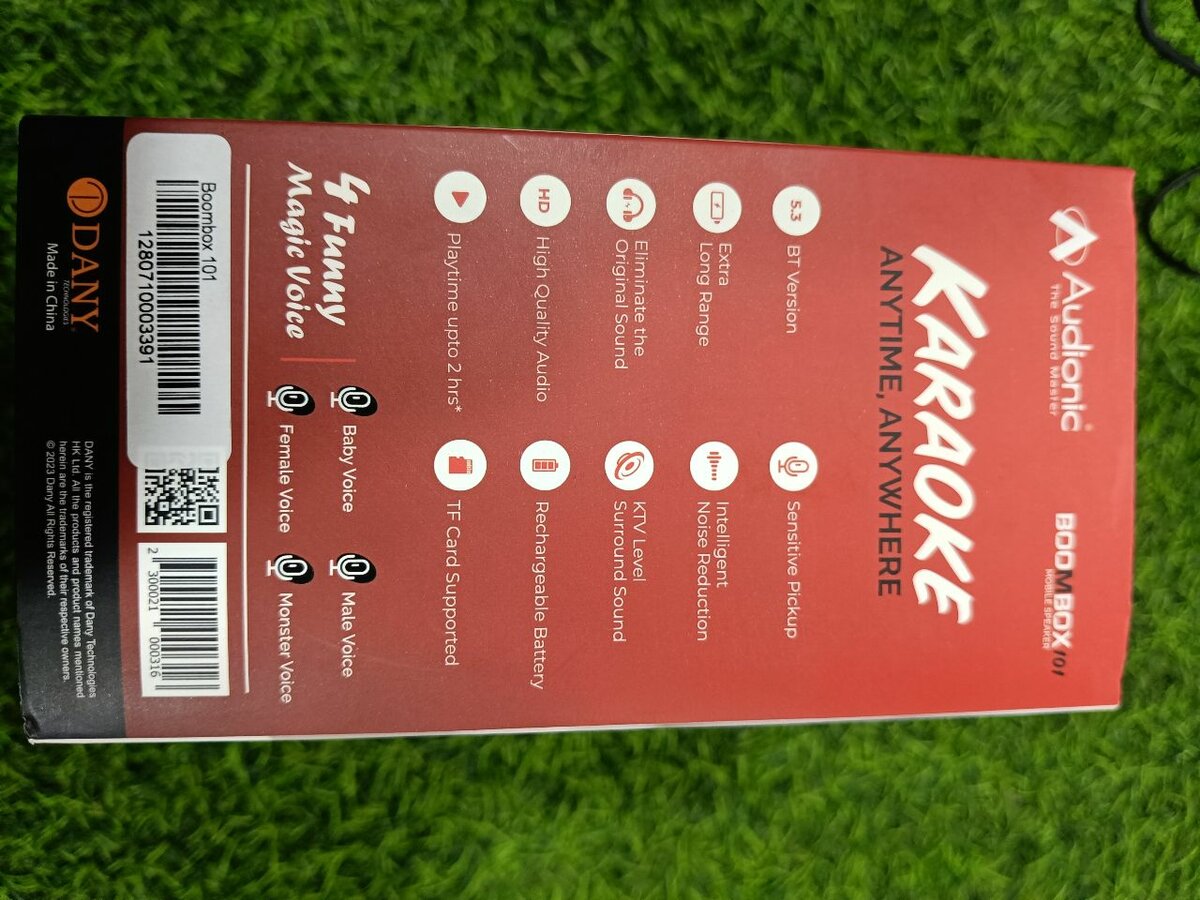 Audionic®
The Sound Master
BOOMBOX 101
MOBILE SPEAKER
KARAOKE
ANYTIME, ANYWHERE
5.3
BT Version
Sensitive Pickup
Extra
Long Range
Intelligent
Noise Reduction
Eliminate the
Original Sound
KTV Level
Surround Sound
HD
High Quality Audio
Rechargeable Battery
Playtime upto 2 hrs*
TF Card Supported
4 Funny
Magic Voice
Baby Voice
Male Voice
Female Voice
Monster Voice
Boombox 101
1280710003391
2 300021 000316
DANY®
TECHNOLOGIES
Made in China
DANY is the registered trademark of Dany Technologies
HK Ltd. All the products and product names mentioned
herein are the trademarks of their respective owners.
© 2023 Dany All Rights Reserved.